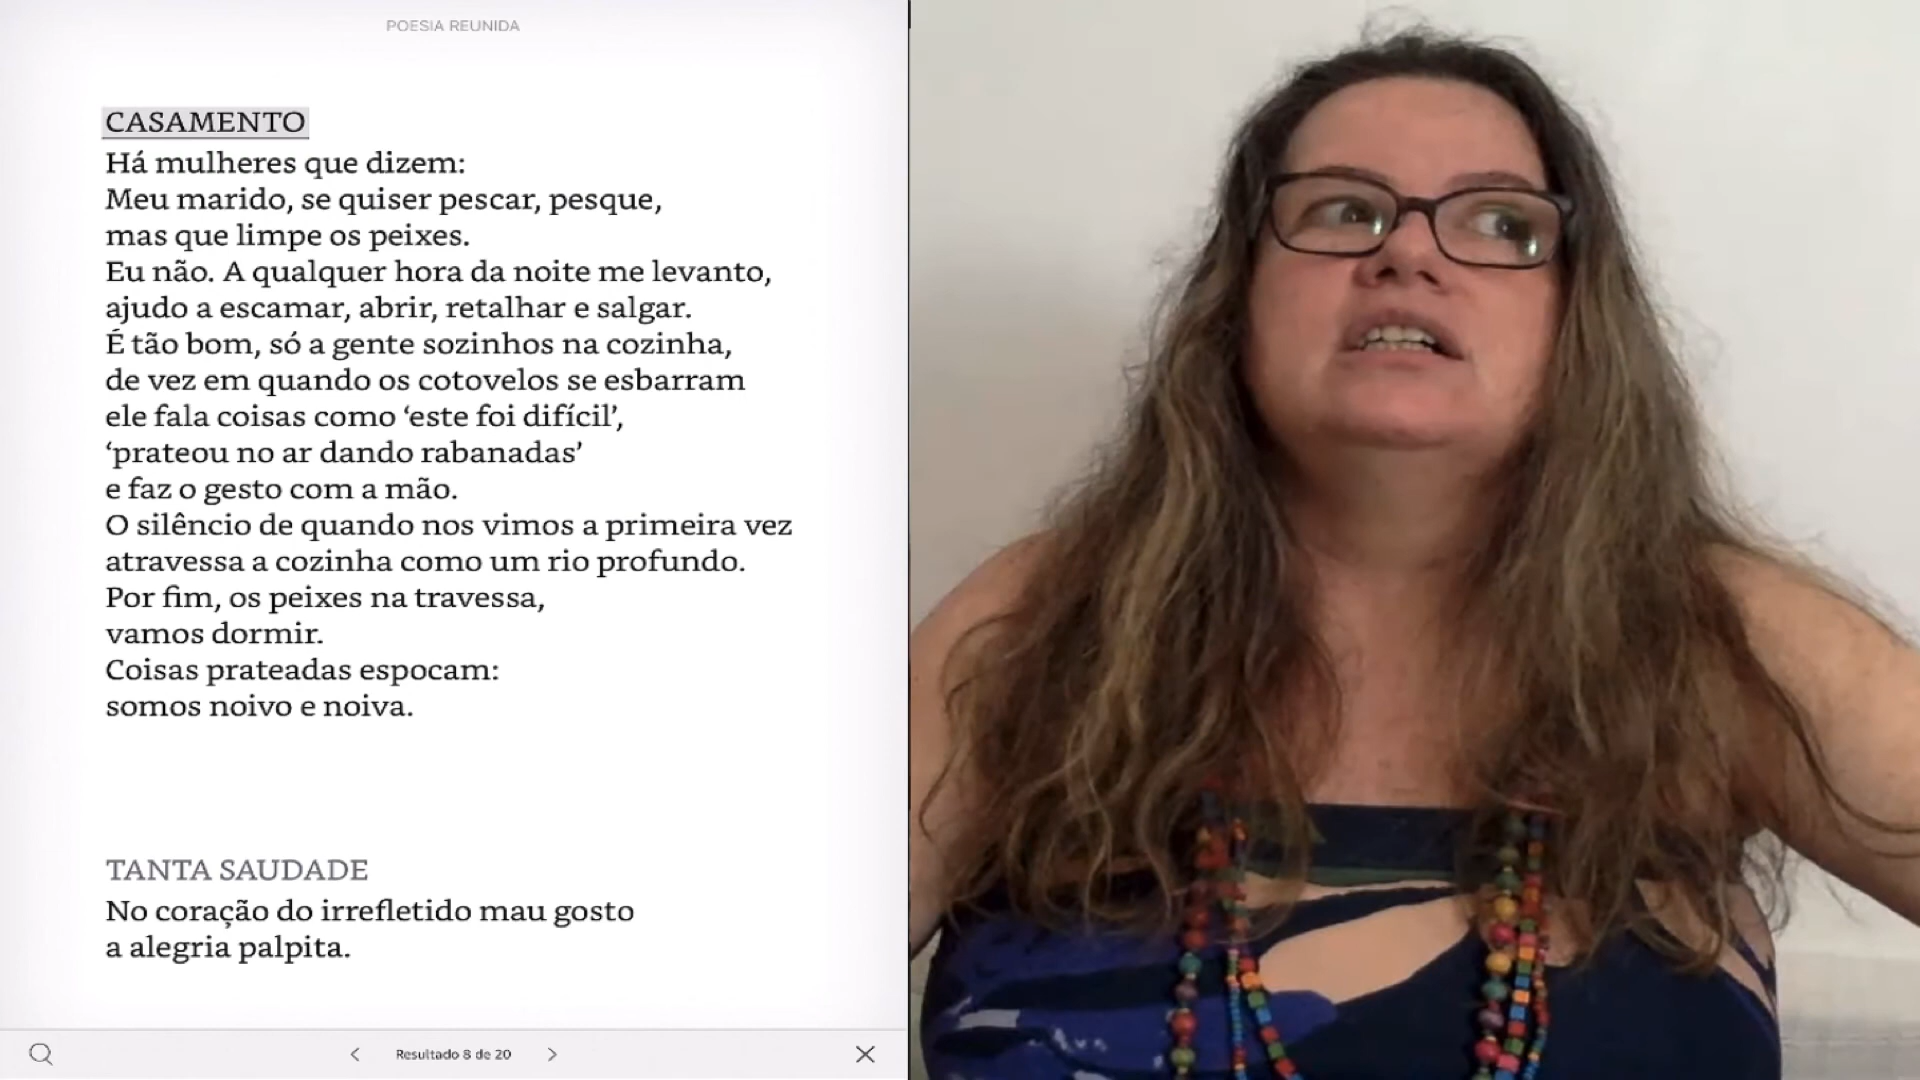 POESIA REUNIDA
CASAMENTO
Há mulheres que dizem:
Meu marido, se quiser pescar, pesque,
mas que limpe os peixes.
Eu não. A qualquer hora da noite me levanto,
ajudo a escamar, abrir, retalhar e salgar.
É tão bom, só a gente sozinhos na cozinha,
de vez em quando os cotovelos se esbarram
ele fala coisas como ‘este foi difícil’,
‘prateou no ar dando rabanadas’
e faz o gesto com a mão.
O silêncio de quando nos vimos a primeira vez
atravessa a cozinha como um rio profundo.
Por fim, os peixes na travessa,
vamos dormir.
Coisas prateadas espocam:
somos noivo e noiva.
TANTA SAUDADE
No coração do irrefletido mau gosto
a alegria palpita.
Resultado 8 de 20